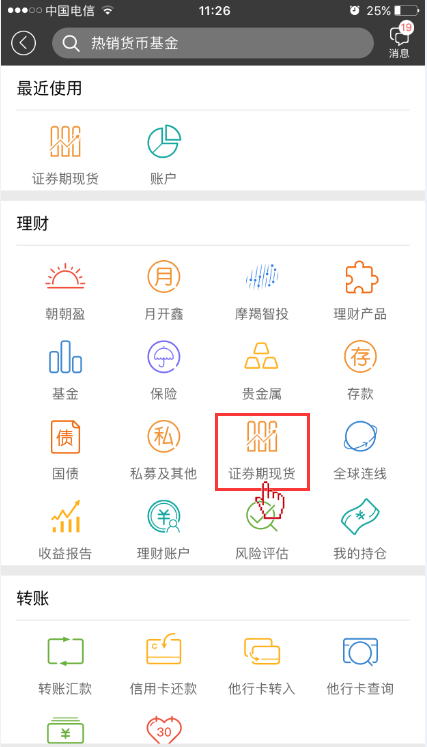 中国电信 11:26 25%
热销货币基金
19
消息
最近使用
证券期现货 账户
理财
月
朝朝盈 月开鑫 摩羯智投 理财产品
存
基金 保险 贵金属 存款
债 私
国债 私募及其他 证券期现货 全球连线
收益报告 理财账户 风险评估 我的持仓
转账
转账汇款 信用卡还款 他行卡转入 他行卡查询
¥ 30